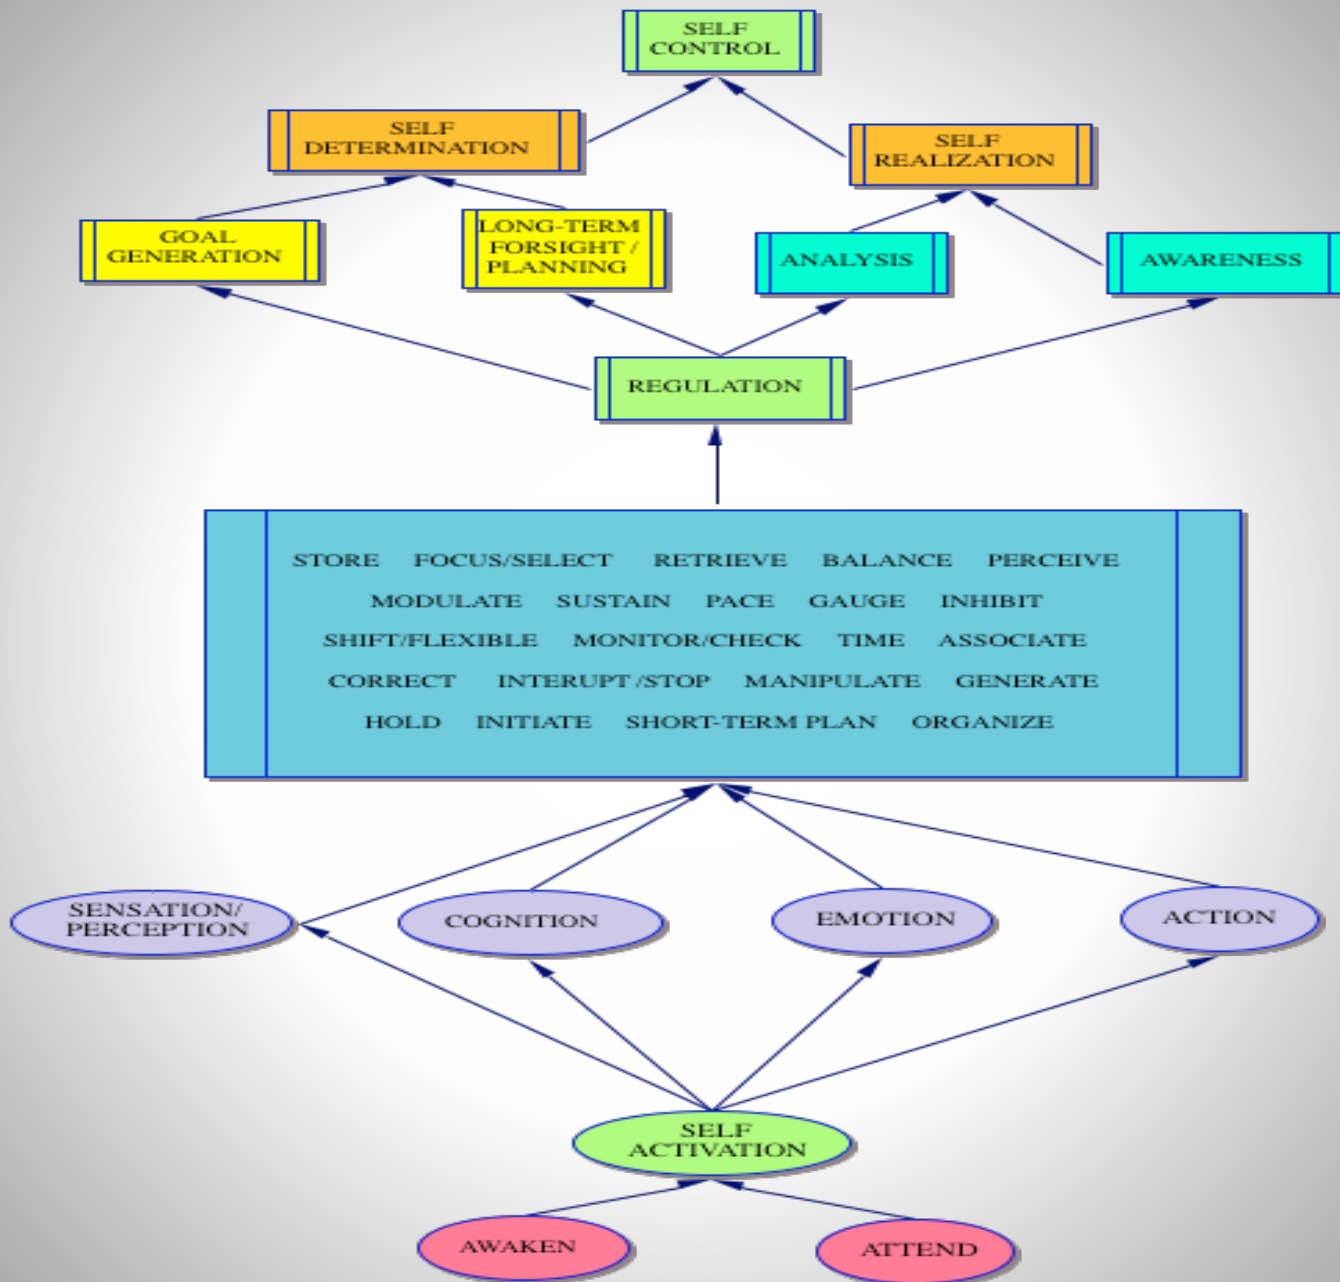 SELF
CONTROL
SELF
DETERMINATION
SELF
REALIZATION
GOAL
GENERATION
LONG-TERM
FORSIGHT /
PLANNING
ANALYSIS
AWARENESS
REGULATION
STORE FOCUS/SELECT RETRIEVE BALANCE PERCEIVE
MODULATE SUSTAIN PACE GAUGE INHIBIT
SHIFT/FLEXIBLE MONITOR/CHECK TIME ASSOCIATE
CORRECT INTERUPT /STOP MANIPULATE GENERATE
HOLD INITIATE SHORT-TERM PLAN ORGANIZE
SENSATION/
PERCEPTION
COGNITION
EMOTION
ACTION
SELF
ACTIVATION
AWAKEN
ATTEND